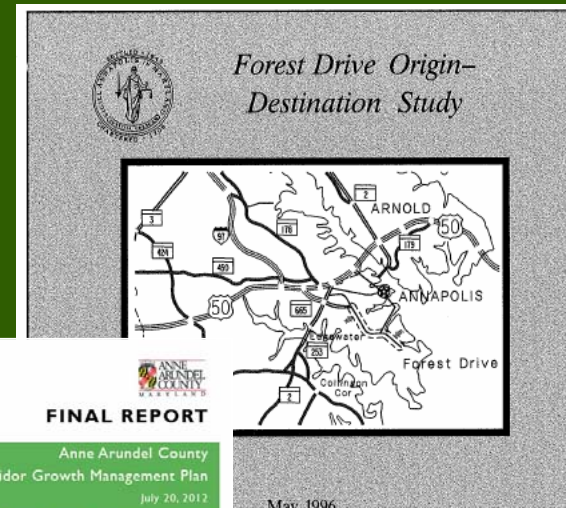 Forest Drive Origin–
Destination Study
2
ARNOLD
3
50
97
178
179
424
450
ANNAPOLIS
50
665
Edgewater
253
Forest Drive
2
Cor
ANNE
ARUNDEL
COUNTY
MARYLAND
FINAL REPORT
Anne Arundel County
idor Growth Management Plan
July 20, 2012
May 1996